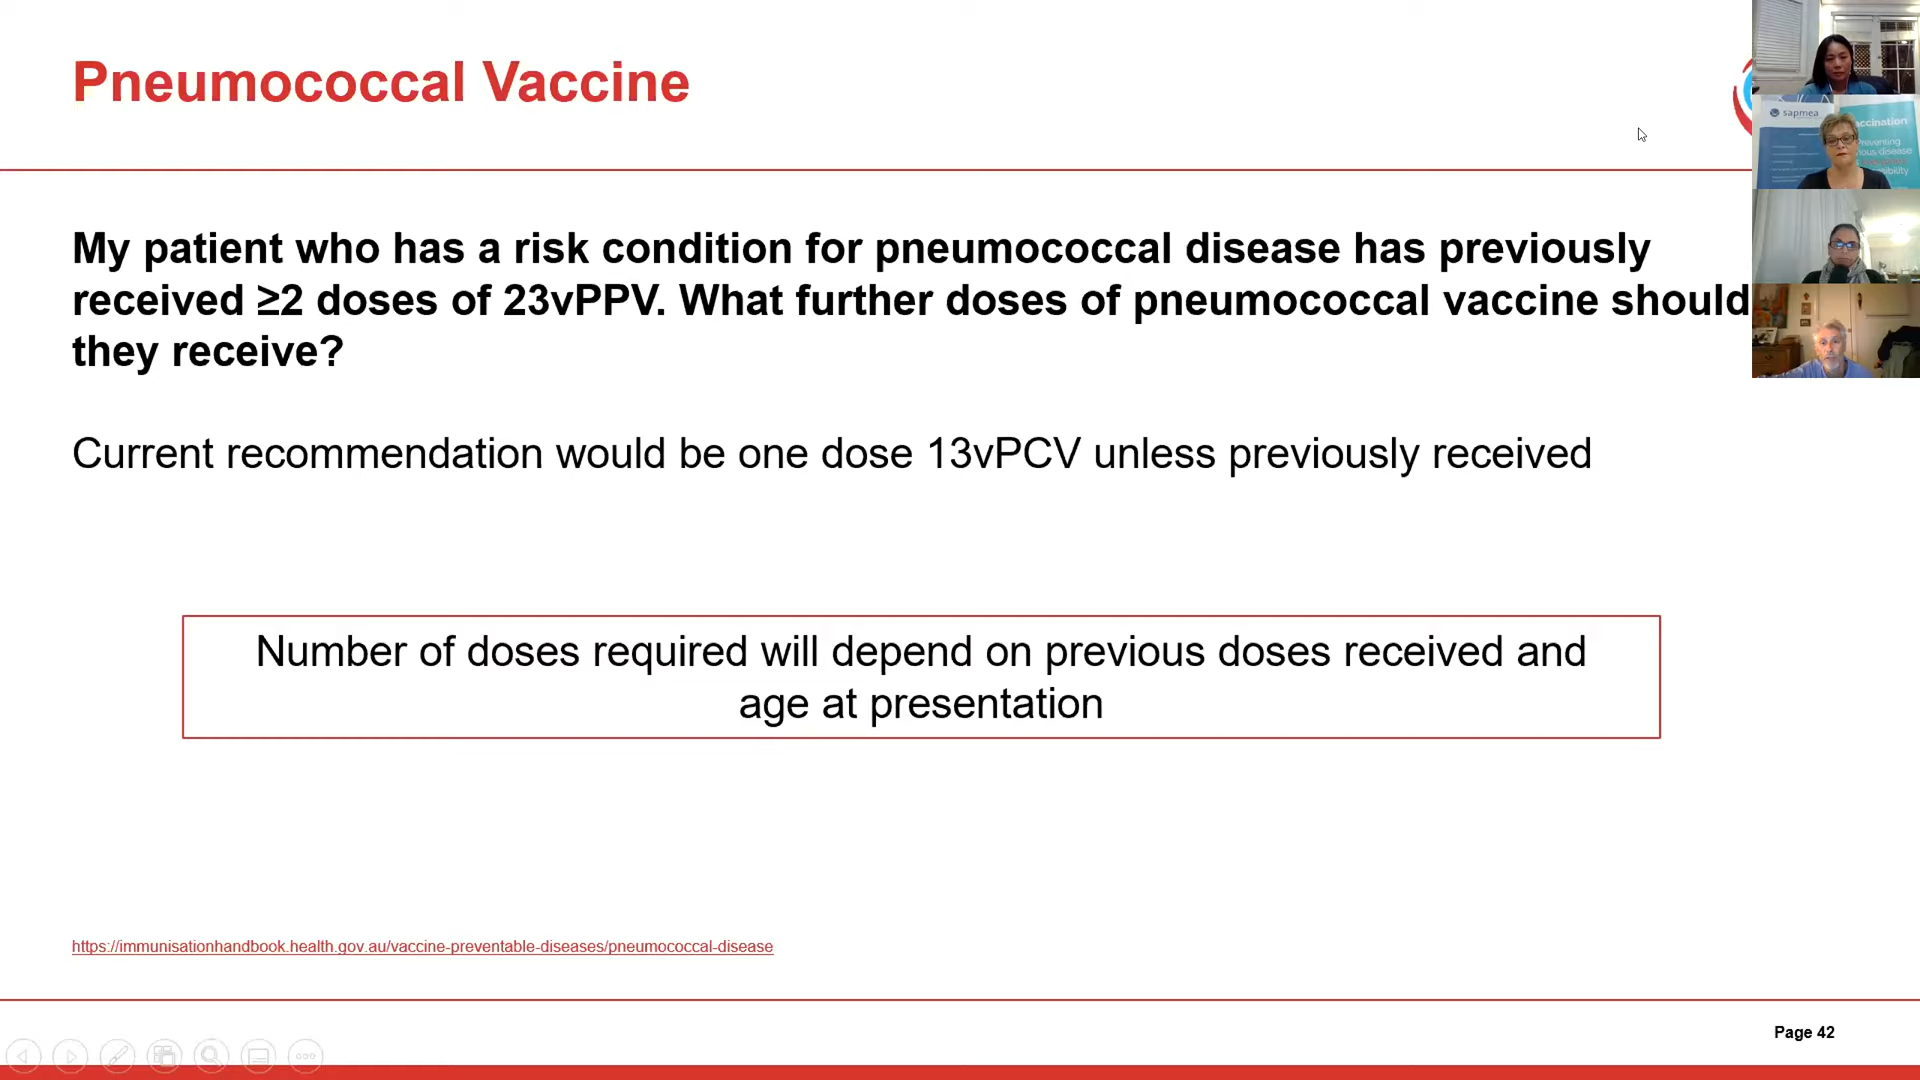 Pneumococcal Vaccine
My patient who has a risk condition for pneumococcal disease has previously
received ≥2 doses of 23vPPV. What further doses of pneumococcal vaccine should
they receive?
Current recommendation would be one dose 13vPCV unless previously received
Number of doses required will depend on previous doses received and
age at presentation
https://immunisationhandbook.health.gov.au/vaccine-preventable-diseases/pneumococcal-disease
Page 42
sapmea